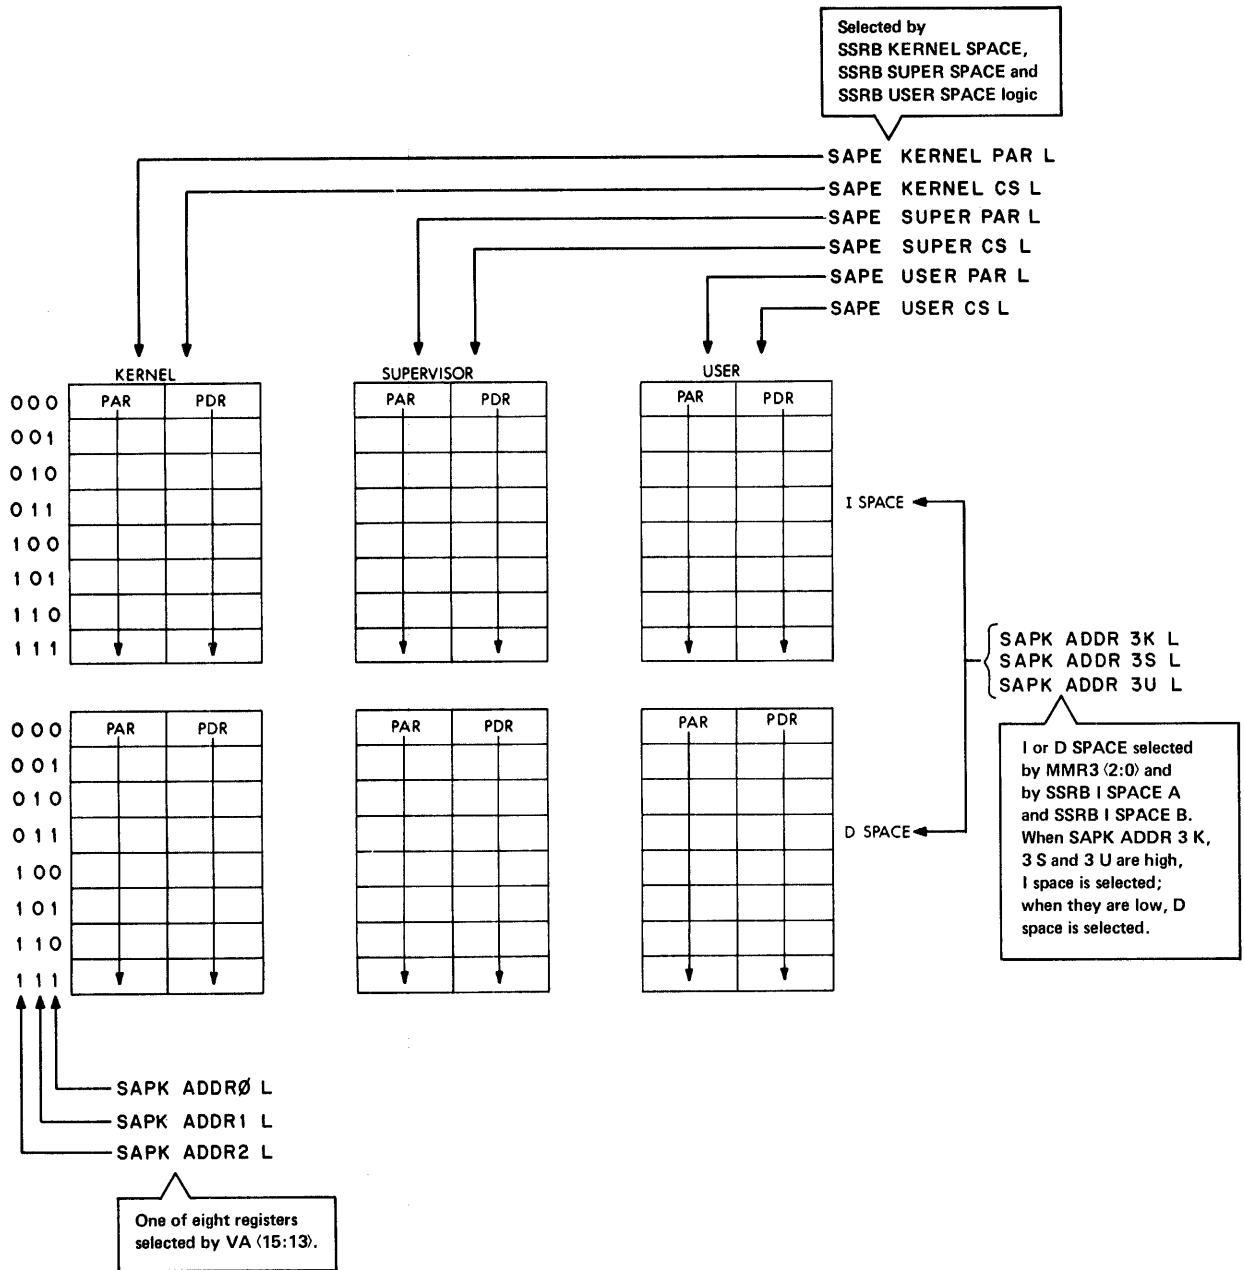 Selected by
SSRB KERNEL SPACE,
SSRB SUPER SPACE and
SSRB USER SPACE logic
SAPE KERNEL PAR L
SAPE KERNEL CS L
SAPE SUPER PAR L
SAPE SUPER CS L
SAPE USER PAR L
SAPE USER CS L
KERNEL SUPERVISOR USER
000 PAR PDR PAR PDR PAR PDR
001
010
011 I SPACE
100
101
110
111
SAPK ADDR 3K L
SAPK ADDR 3S L
SAPK ADDR 3U L
000 PAR PDR PAR PDR PAR PDR
001
010
011 D SPACE
100
101
110
111
I or D SPACE selected
by MMR3 ⟨2:0⟩ and
by SSRB I SPACE A
and SSRB I SPACE B.
When SAPK ADDR 3 K,
3 S and 3 U are high,
I space is selected;
when they are low, D
space is selected.
SAPK ADDRØ L
SAPK ADDR1 L
SAPK ADDR2 L
One of eight registers
selected by VA ⟨15:13⟩.